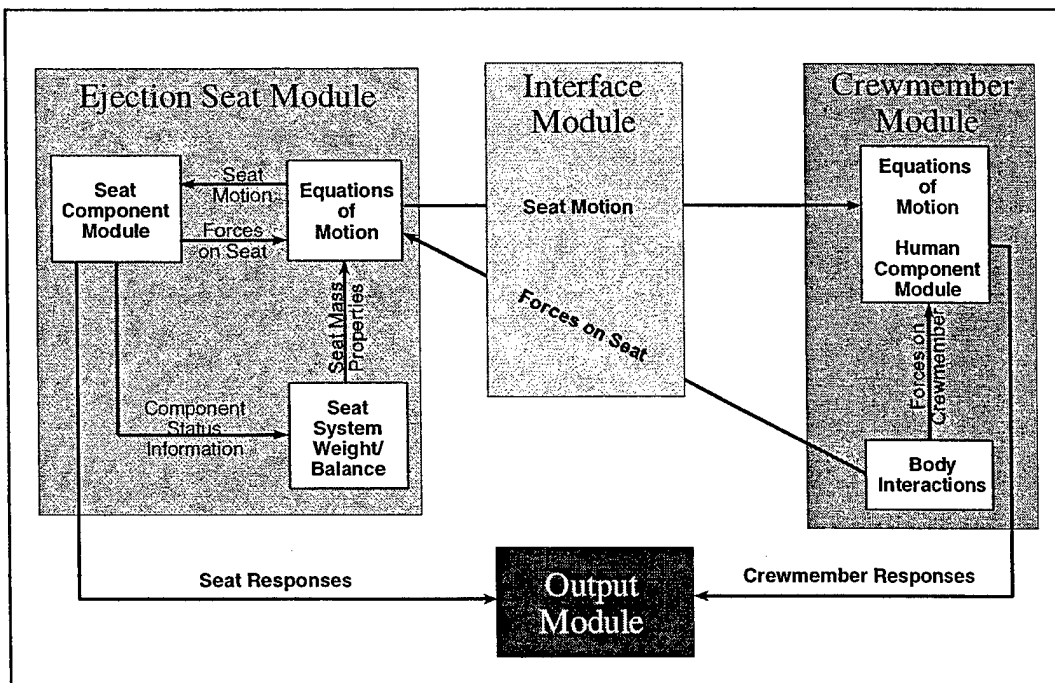 Ejection Seat Module
Seat
Component
Module
Seat
Motion
Forces
on Seat
Equations
of
Motion
Seat Mass
Properties
Component
Status
Information
Seat
System
Weight/
Balance
Interface
Module
Seat Motion
Forces on Seat
Crewmember
Module
Equations
of
Motion
Human
Component
Module
Forces on
Crewmember
Body
Interactions
Seat Responses
Output
Module
Crewmember Responses